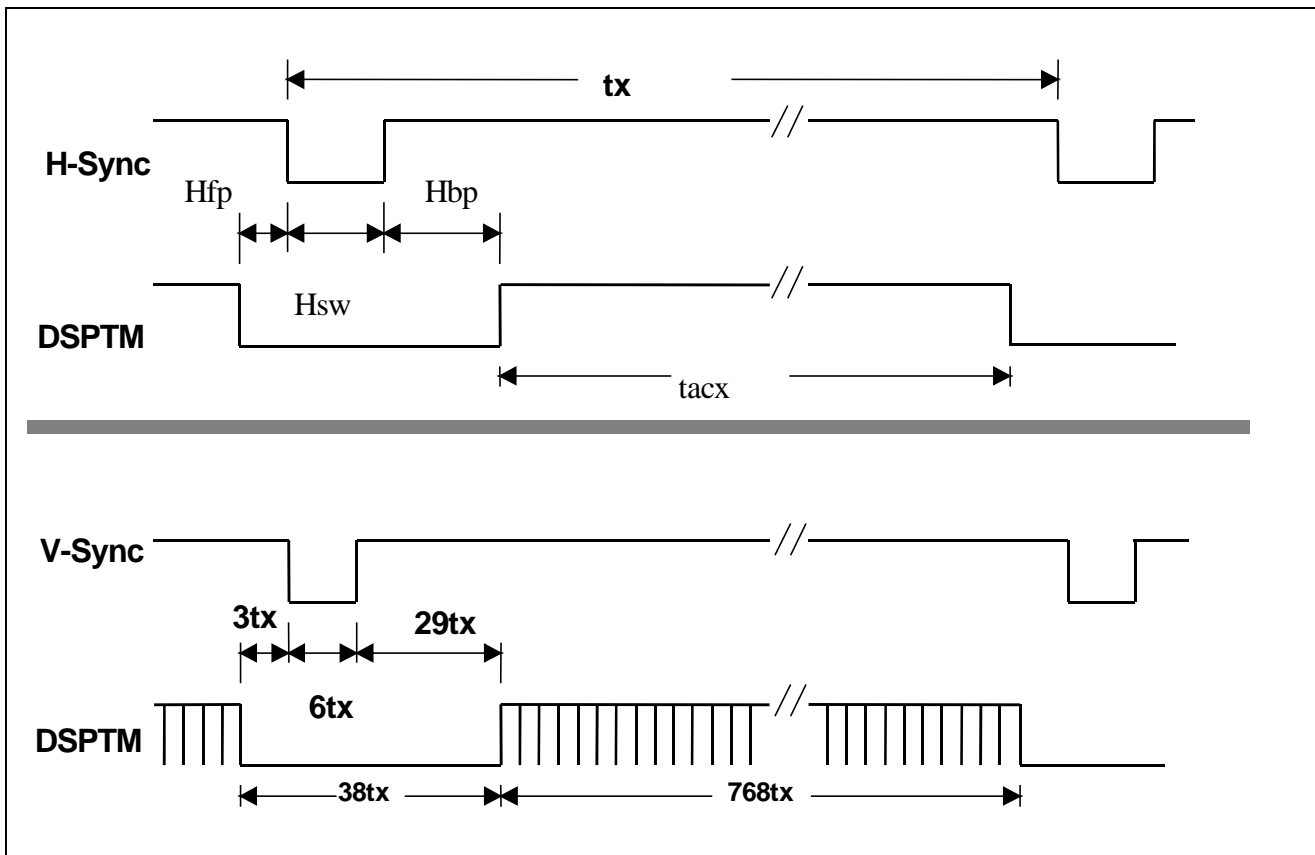 tx
H-Sync
Hfp
Hbp
Hsw
DSPTM
tacx
V-Sync
3tx
29tx
6tx
DSPTM
38tx
768tx